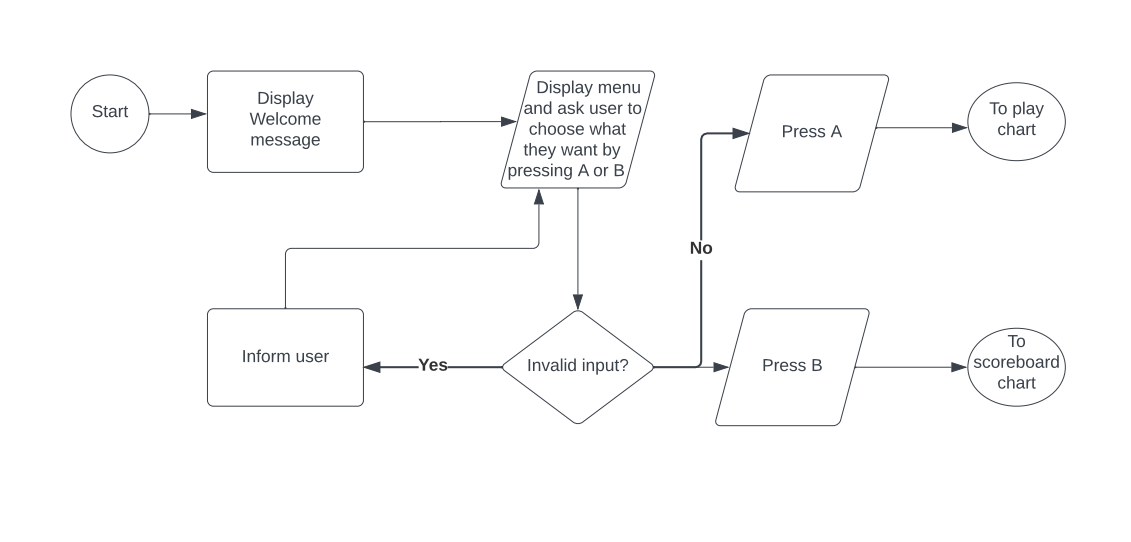 Start
Display
Welcome
message
Display menu
and ask user to
choose what
they want by
pressing A or B
Press A
To play
chart
No
Inform user
Yes
Invalid input?
Press B
To
scoreboard
chart